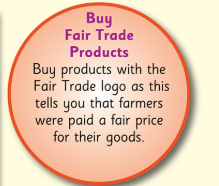 Buy
Fair Trade
Products
Buy products with the
Fair Trade logo as this
tells you that farmers
were paid a fair price
for their goods.